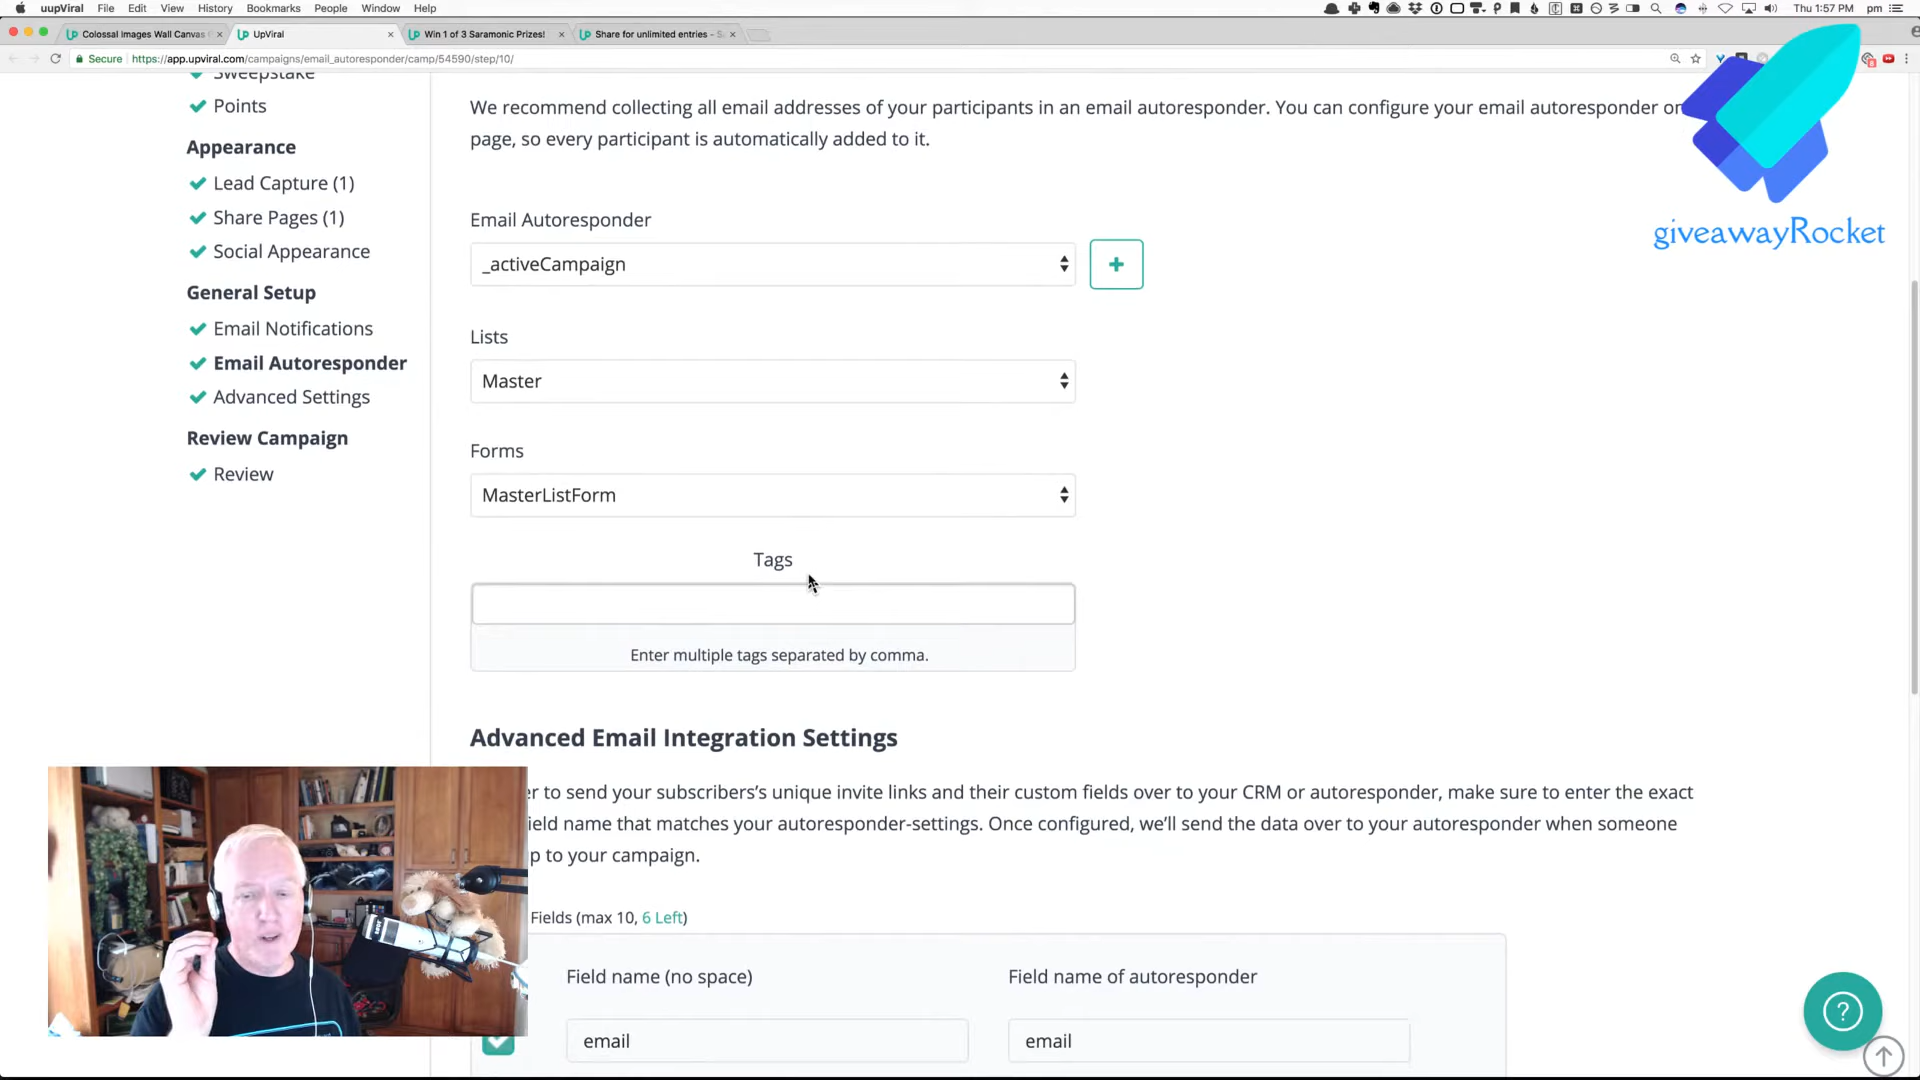 uupViral File Edit View History Bookmarks People Window Help
Thu 1:57 PM pm
Colossal Images Wall Canvas
UpViral
Win 1 of 3 Saramonic Prizes!
Share for unlimited entries -
Secure https://app.upviral.com/campaigns/email_autoresponder/camp/54590/step/10/
Sweepstake
Points
Appearance
Lead Capture (1)
Share Pages (1)
Social Appearance
General Setup
Email Notifications
Email Autoresponder
Advanced Settings
Review Campaign
Review
We recommend collecting all email addresses of your participants in an email autoresponder. You can configure your email autoresponder on
page, so every participant is automatically added to it.
giveawayRocket
Email Autoresponder
_activeCampaign
+
Lists
Master
Forms
MasterListForm
Tags
Enter multiple tags separated by comma.
Advanced Email Integration Settings
er to send your subscribers's unique invite links and their custom fields over to your CRM or autoresponder, make sure to enter the exact
ield name that matches your autoresponder-settings. Once configured, we'll send the data over to your autoresponder when someone
p to your campaign.
Fields (max 10, 6 Left)
Field name (no space)
Field name of autoresponder
email
email
?